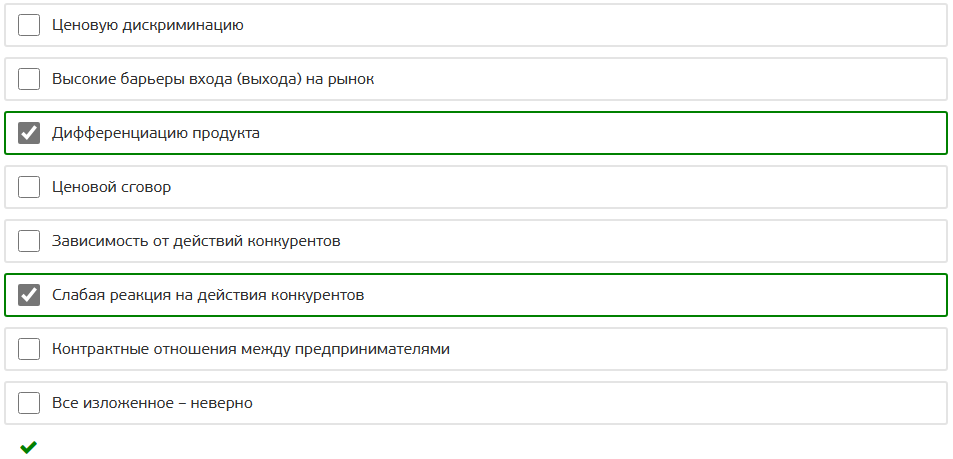 Ценовую дискриминацию
Высокие барьеры входа (выхода) на рынок
Дифференциацию продукта
Ценовой сговор
Зависимость от действий конкурентов
Слабая реакция на действия конкурентов
Контрактные отношения между предпринимателями
Все изложенное – неверно